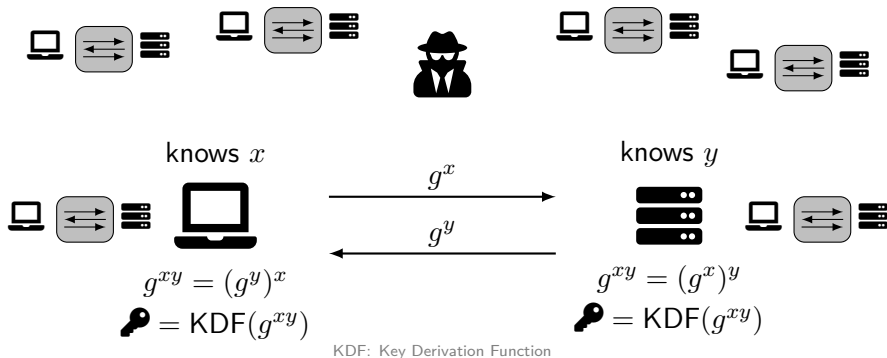 knows x
knows y
g^x
g^y
g^{xy} = (g^y)^x
g^{xy} = (g^x)^y
= KDF(g^{xy})
= KDF(g^{xy})
KDF: Key Derivation Function